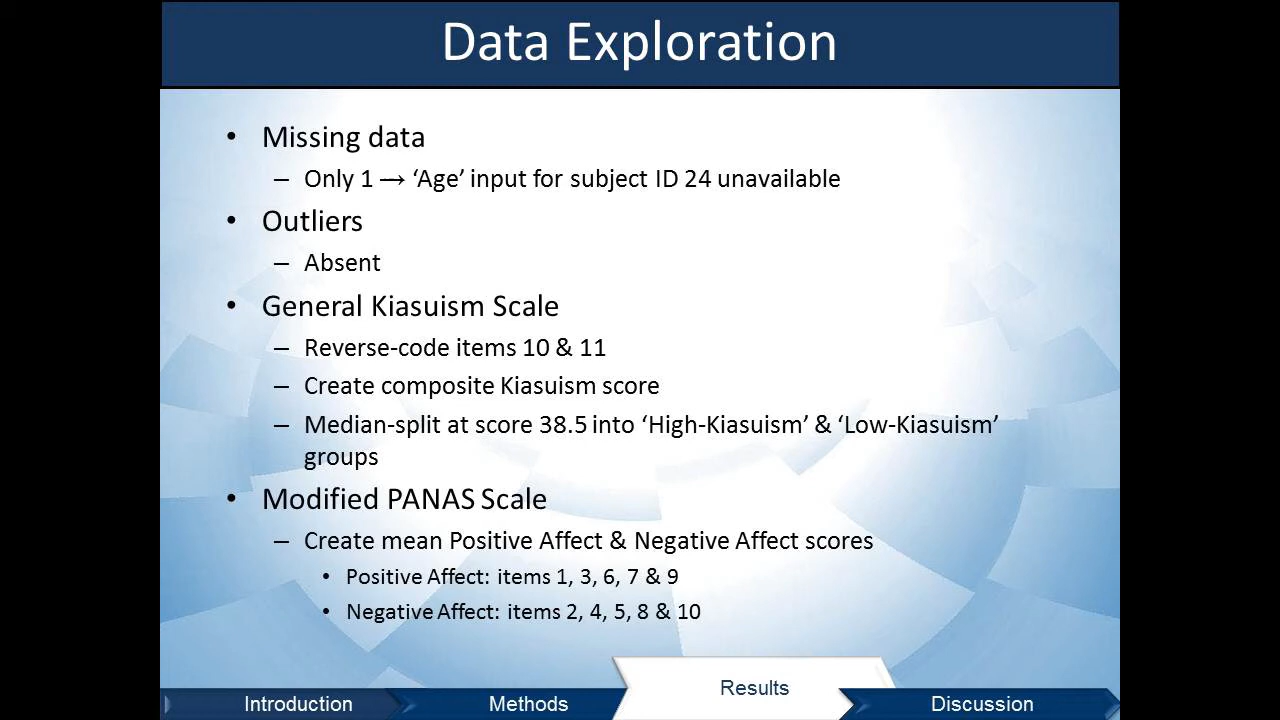 Data Exploration
• Missing data
– Only 1 → ‘Age’ input for subject ID 24 unavailable
• Outliers
– Absent
• General Kiasuism Scale
– Reverse-code items 10 & 11
– Create composite Kiasuism score
– Median-split at score 38.5 into ‘High-Kiasuism’ & ‘Low-Kiasuism’
groups
• Modified PANAS Scale
– Create mean Positive Affect & Negative Affect scores
• Positive Affect: items 1, 3, 6, 7 & 9
• Negative Affect: items 2, 4, 5, 8 & 10
Introduction
Methods
Results
Discussion